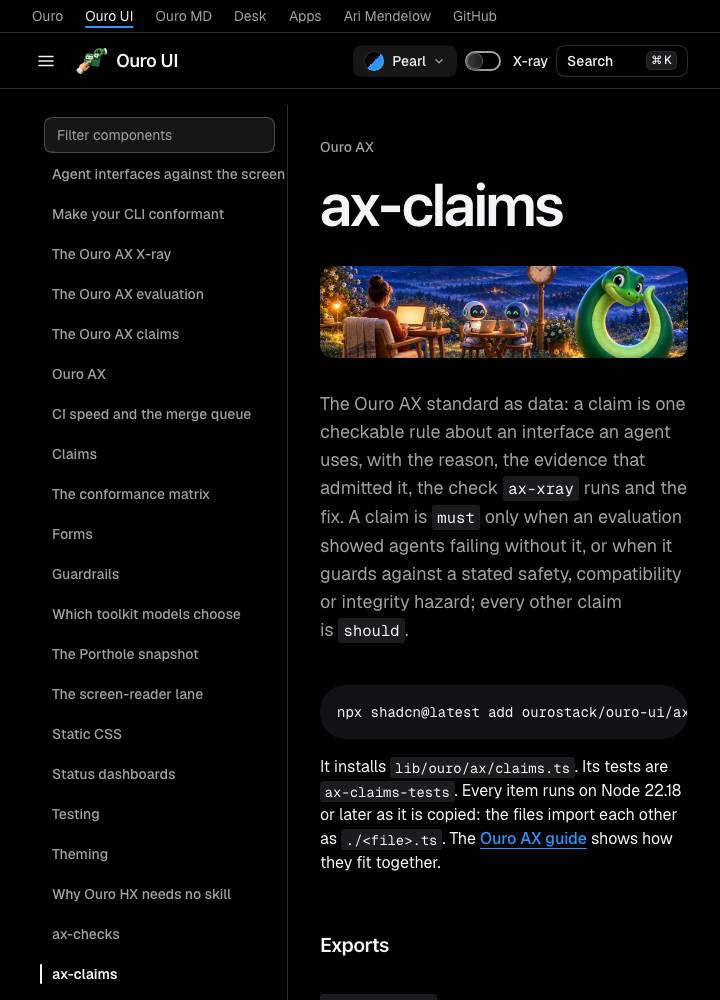 Ouro
Ouro UI
Ouro MD
Desk
Apps
Ari Mendelow
GitHub
Ouro UI
Pearl
X-ray
Search
⌘ K
Filter components
Agent interfaces against the screen
Make your CLI conformant
The Ouro AX X-ray
The Ouro AX evaluation
The Ouro AX claims
Ouro AX
CI speed and the merge queue
Claims
The conformance matrix
Forms
Guardrails
Which toolkit models choose
The Porthole snapshot
The screen-reader lane
Static CSS
Status dashboards
Testing
Theming
Why Ouro HX needs no skill
ax-checks
ax-claims
Ouro AX
ax-claims
The Ouro AX standard as data: a claim is one
checkable rule about an interface an agent
uses, with the reason, the evidence that
admitted it, the check ax-xray runs and the
fix. A claim is must only when an evaluation
showed agents failing without it, or when it
guards against a stated safety, compatibility
or integrity hazard; every other claim
is should.
npx shadcn@latest add ourostack/ouro-ui/ax
It installs lib/ouro/ax/claims.ts. Its tests are
ax-claims-tests. Every item runs on Node 22.18
or later as it is copied: the files import each other
as ./<file>.ts. The Ouro AX guide shows how
they fit together.
Exports